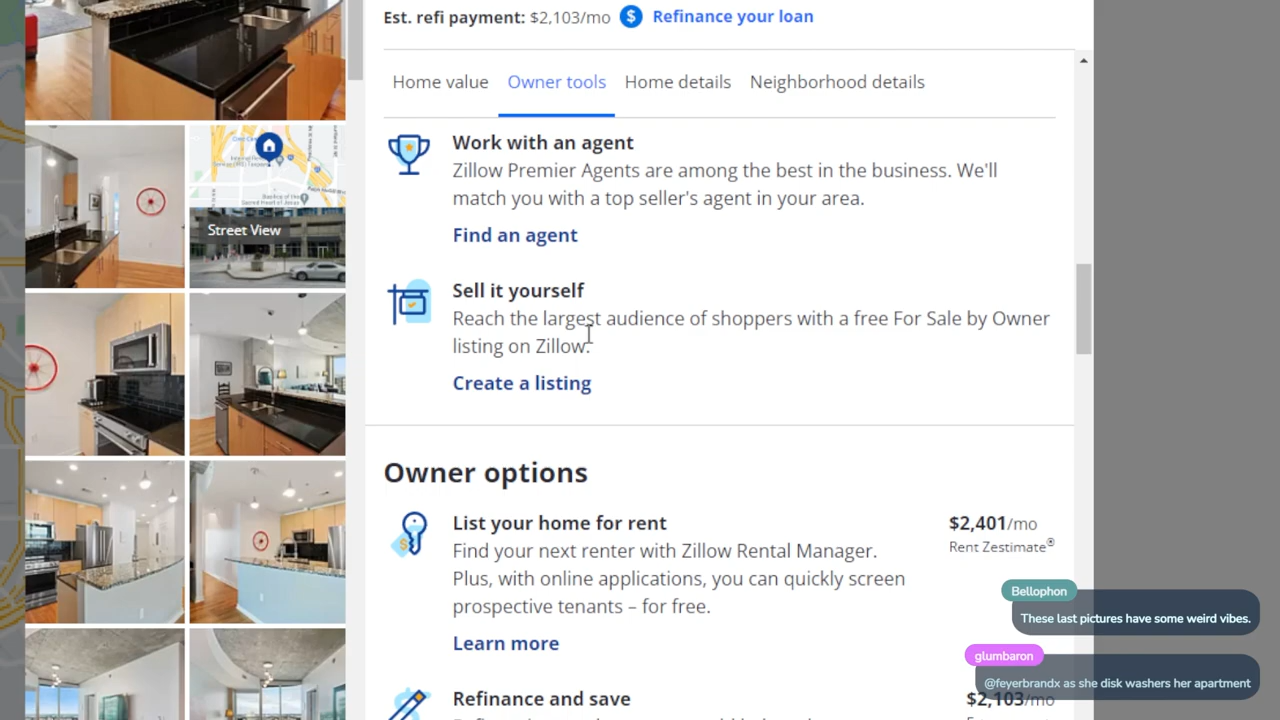 Est. refi payment: $2,103/mo $ Refinance your loan
Home value Owner tools Home details Neighborhood details
Work with an agent
Zillow Premier Agents are among the best in the business. We'll
match you with a top seller's agent in your area.
Find an agent
Street View
Sell it yourself
Reach the largest audience of shoppers with a free For Sale by Owner
listing on Zillow.
Create a listing
Owner options
List your home for rent $2,401/mo
Find your next renter with Zillow Rental Manager. Rent Zestimate®
Plus, with online applications, you can quickly screen
prospective tenants – for free.
Learn more
Bellophon
These last pictures have some weird vibes.
glumbaron
@feyerbrandx as she disk washers her apartment
Refinance and save $2,103/mo